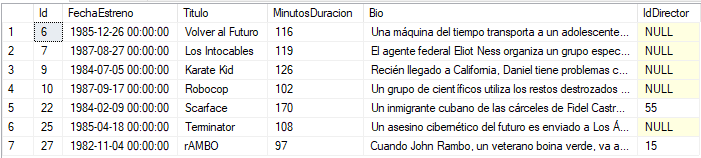 Id FechaEstreno Titulo MinutosDuracion Bio IdDirector
1 6 1985-12-26 00:00:00 Volver al Futuro 116 Una máquina del tiempo transporta a un adolescente... NULL
2 7 1987-08-27 00:00:00 Los Intocables 119 El agente federal Eliot Ness organiza un grupo espec... NULL
3 9 1984-07-05 00:00:00 Karate Kid 126 Recién llegado a California, Daniel tiene problemas c... NULL
4 10 1987-09-17 00:00:00 Robocop 102 Un grupo de científicos utiliza los restos destrozados ... NULL
5 22 1984-02-09 00:00:00 Scarface 170 Un inmigrante cubano de las cárceles de Fidel Castr... 55
6 25 1985-04-18 00:00:00 Terminator 108 Un asesino cibernético del futuro es enviado a Los Á... NULL
7 27 1982-11-04 00:00:00 rAMBO 97 Cuando John Rambo, un veterano boina verde, va a... 15